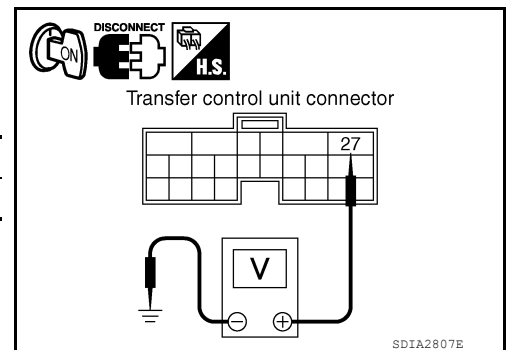 DISCONNECT
ON
H.S.
Transfer control unit connector
27
V
− +
SDIA2807E